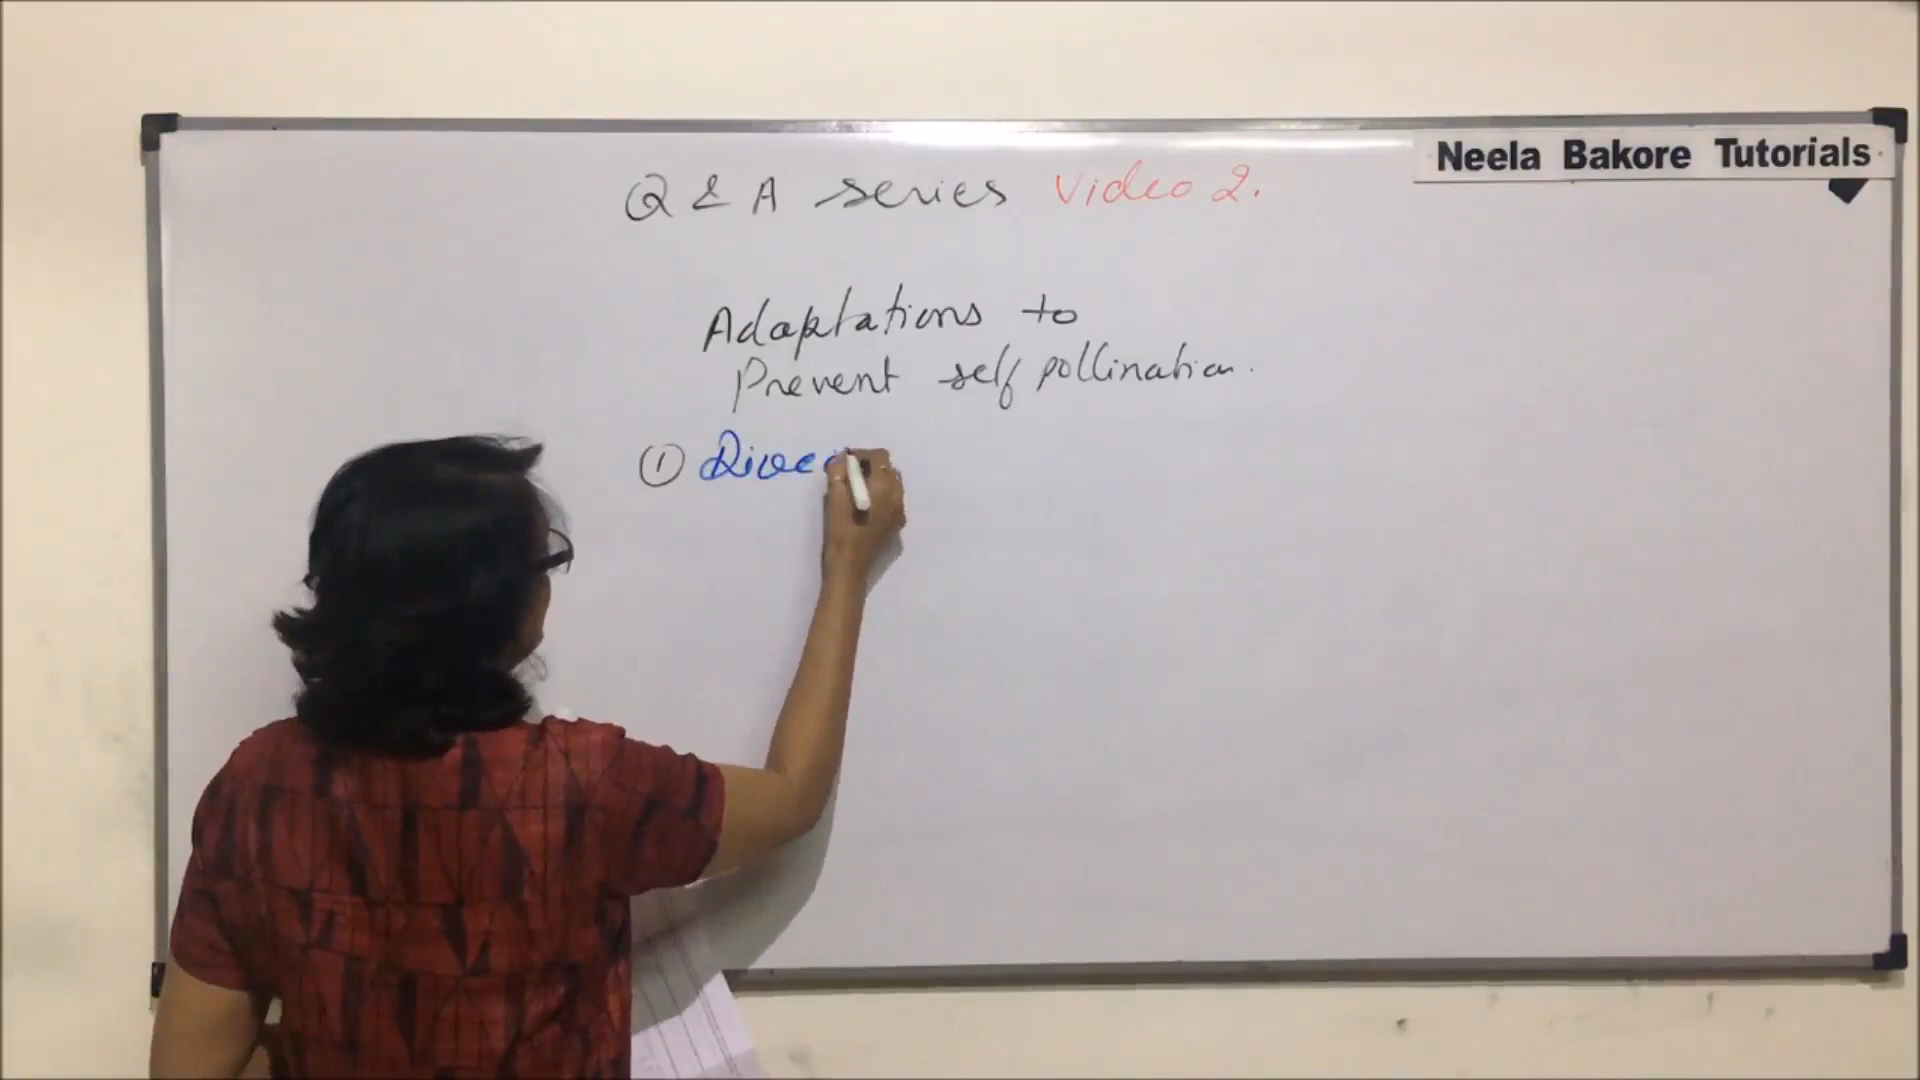 Neela Bakore Tutorials
Q & A series Video 2.
Adaptations to
Prevent self pollination.
①